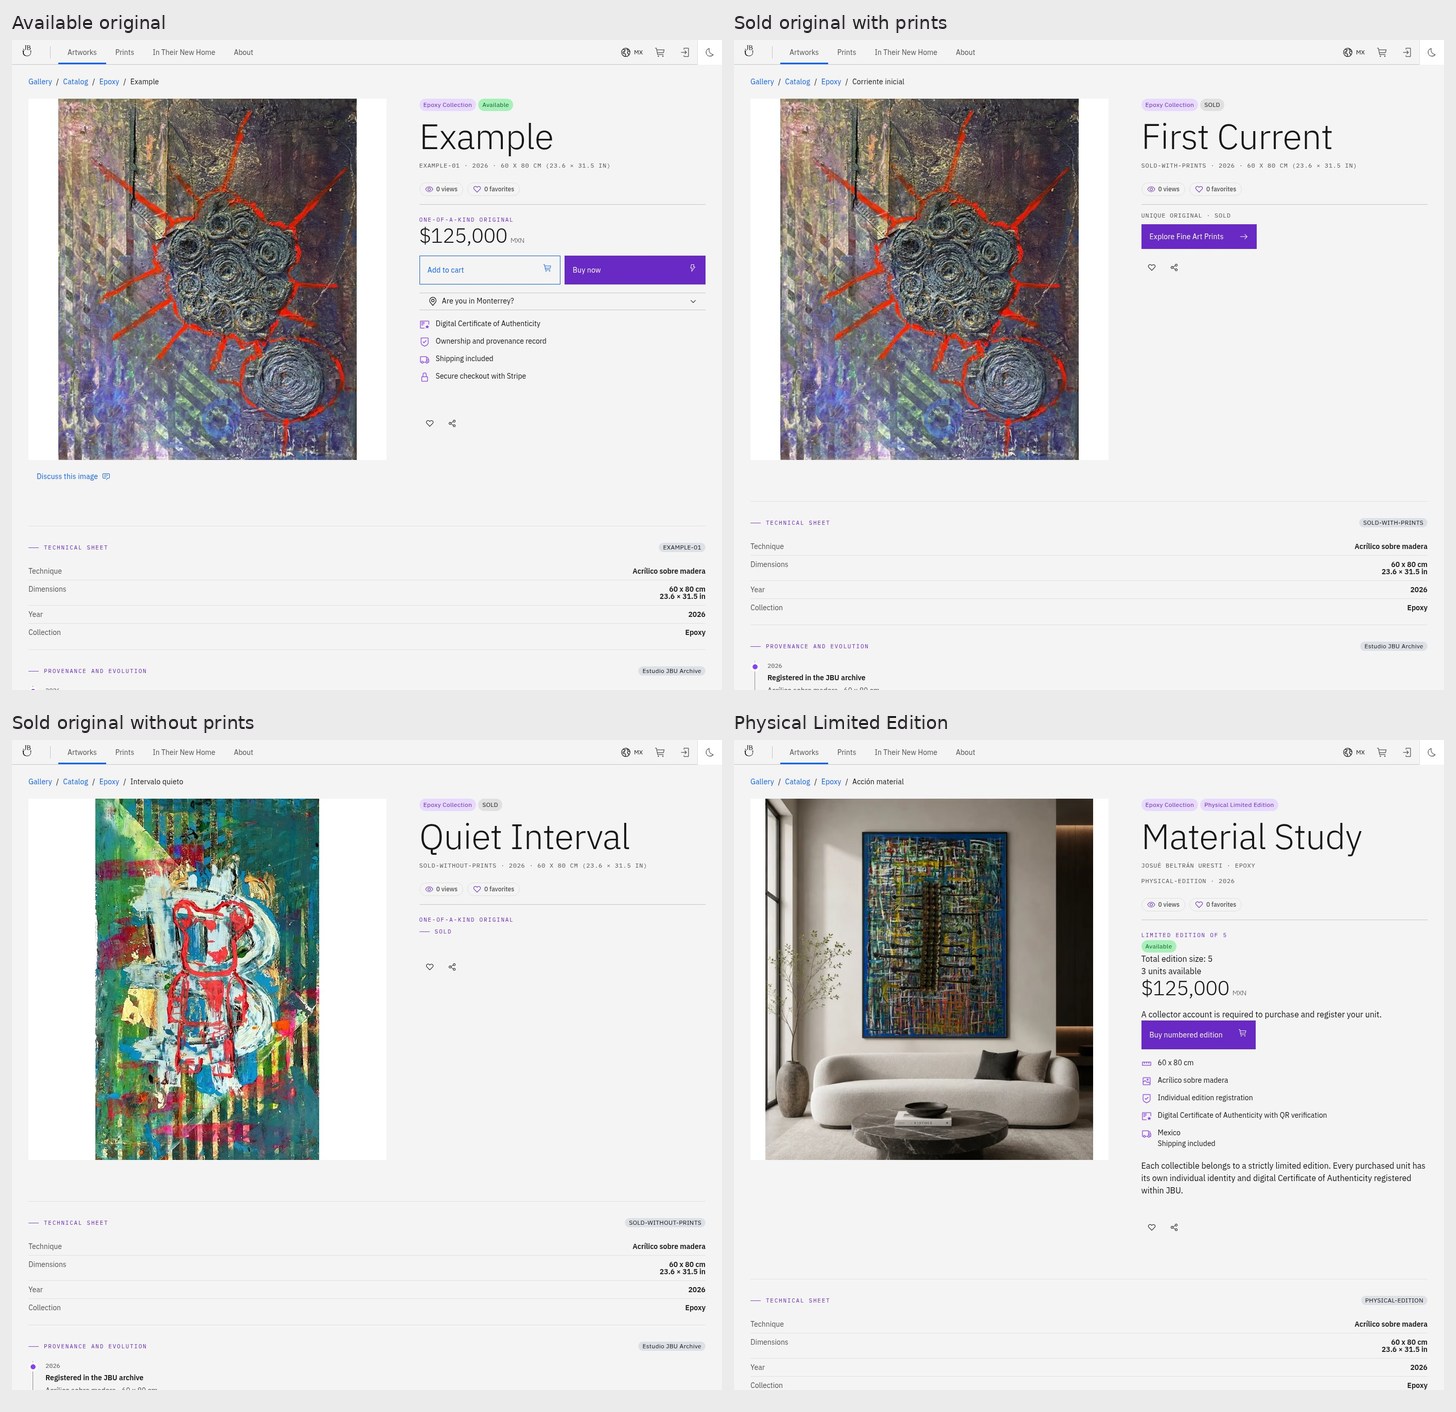 Available original
Artworks Prints In Their New Home About MX
Gallery / Catalog / Epoxy / Example
Epoxy Collection Available
Example
EXAMPLE-01 · 2026 · 60 X 80 CM (23.6 × 31.5 IN)
0 views 0 favorites
ONE-OF-A-KIND ORIGINAL
$125,000 MXN
Add to cart Buy now
Are you in Monterrey?
Digital Certificate of Authenticity
Ownership and provenance record
Shipping included
Secure checkout with Stripe
Discuss this image
TECHNICAL SHEET EXAMPLE-01
Technique Acrílico sobre madera
Dimensions 60 x 80 cm
23.6 × 31.5 in
Year 2026
Collection Epoxy
PROVENANCE AND EVOLUTION Estudio JBU Archive
2026
Sold original with prints
Artworks Prints In Their New Home About MX
Gallery / Catalog / Epoxy / Corriente inicial
Epoxy Collection SOLD
First Current
SOLD-WITH-PRINTS · 2026 · 60 X 80 CM (23.6 × 31.5 IN)
0 views 0 favorites
UNIQUE ORIGINAL · SOLD
Explore Fine Art Prints
TECHNICAL SHEET SOLD-WITH-PRINTS
Technique Acrílico sobre madera
Dimensions 60 x 80 cm
23.6 × 31.5 in
Year 2026
Collection Epoxy
PROVENANCE AND EVOLUTION Estudio JBU Archive
2026
Registered in the JBU archive
Acrílico sobre madera · 60 x 80 cm
Sold original without prints
Artworks Prints In Their New Home About MX
Gallery / Catalog / Epoxy / Intervalo quieto
Epoxy Collection SOLD
Quiet Interval
SOLD-WITHOUT-PRINTS · 2026 · 60 X 80 CM (23.6 × 31.5 IN)
0 views 0 favorites
ONE-OF-A-KIND ORIGINAL
SOLD
TECHNICAL SHEET SOLD-WITHOUT-PRINTS
Technique Acrílico sobre madera
Dimensions 60 x 80 cm
23.6 × 31.5 in
Year 2026
Collection Epoxy
PROVENANCE AND EVOLUTION Estudio JBU Archive
2026
Registered in the JBU archive
Acrílico sobre madera · 60 x 80 cm
Physical Limited Edition
Artworks Prints In Their New Home About MX
Gallery / Catalog / Epoxy / Acción material
Epoxy Collection Physical Limited Edition
Material Study
JOSUÉ BELTRÁN URESTI · EPOXY
PHYSICAL-EDITION · 2026
0 views 0 favorites
LIMITED EDITION OF 5
Available
Total edition size: 5
3 units available
$125,000 MXN
A collector account is required to purchase and register your unit.
Buy numbered edition
60 x 80 cm
Acrílico sobre madera
Individual edition registration
Digital Certificate of Authenticity with QR verification
Mexico
Shipping included
Each collectible belongs to a strictly limited edition. Every purchased unit has
its own individual identity and digital Certificate of Authenticity registered
within JBU.
TECHNICAL SHEET PHYSICAL-EDITION
Technique Acrílico sobre madera
Dimensions 60 x 80 cm
23.6 × 31.5 in
Year 2026
Collection Epoxy